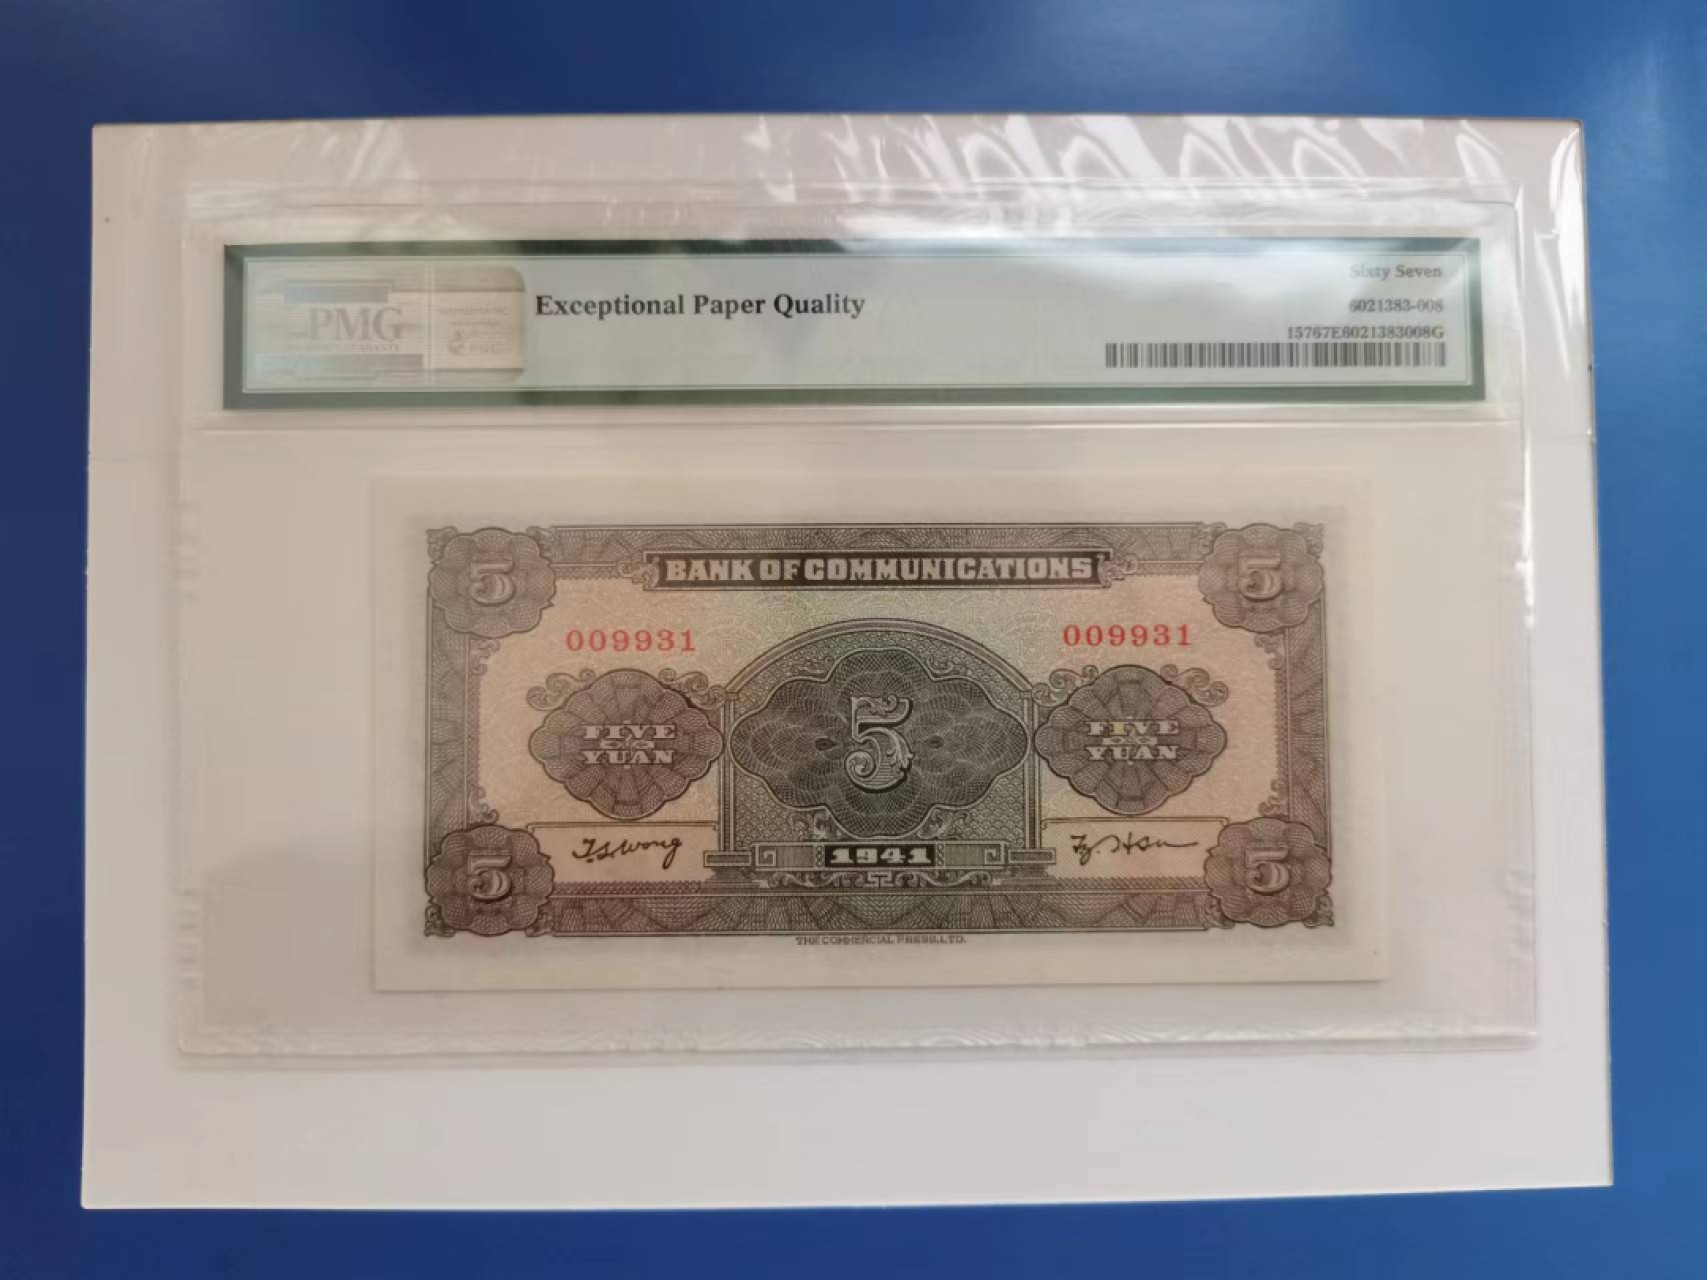 PMG
Exceptional Paper Quality
Sixty Seven
6021383-008
15767E6021383008G
5 BANK OF COMMUNICATIONS 5
009931 009931
FIVE YUAN
5
FIVE YUAN
5 T.S. Wong 1941 5
THE COMMERCIAL PRESS, LTD.